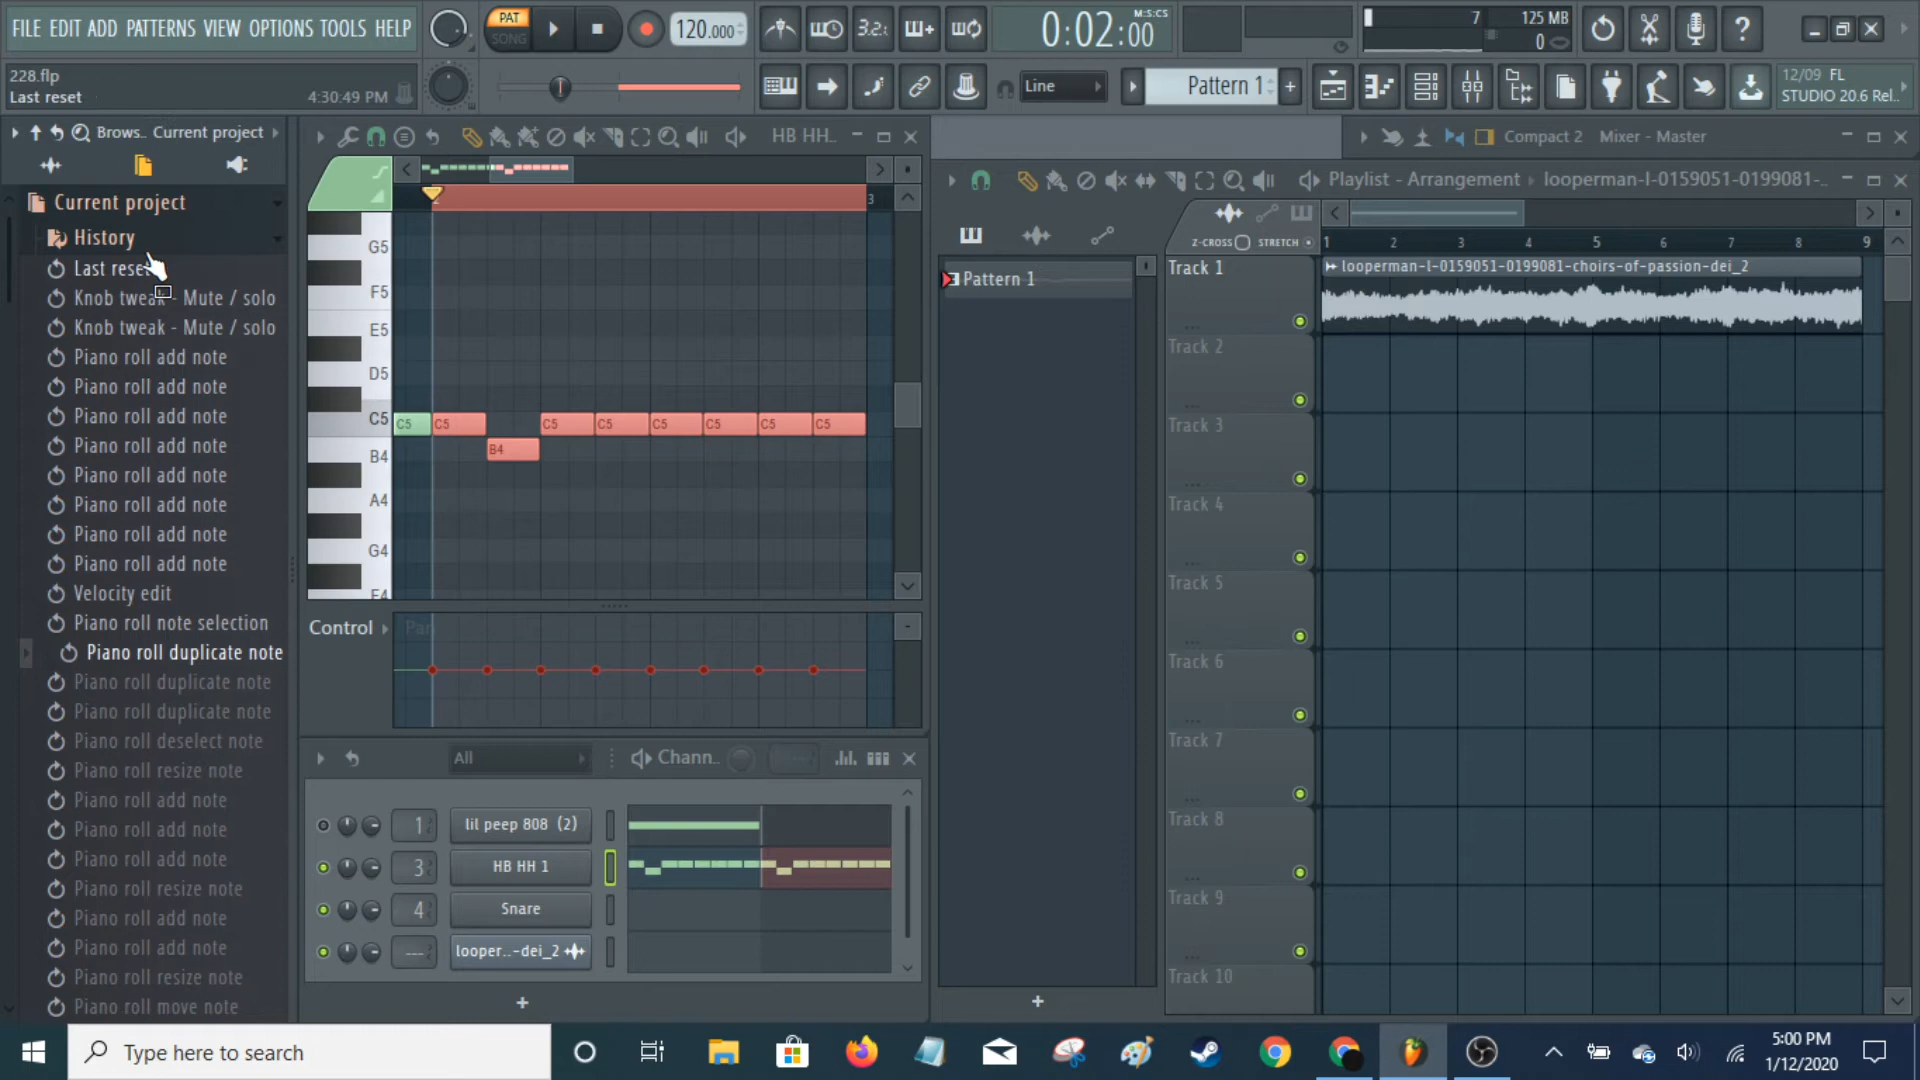 FILE EDIT ADD PATTERNS VIEW OPTIONS TOOLS HELP
PAT
SONG
120.000
3.2.
0:02:00
M:S:CS
7
125 MB
0
228.flp
Last reset
4:30:49 PM
Line
Pattern 1
12/09 FL
STUDIO 20.6 Rel..
Brows.. Current project
Current project
History
Last reset
Knob tweak - Mute / solo
Knob tweak - Mute / solo
Piano roll add note
Piano roll add note
Piano roll add note
Piano roll add note
Piano roll add note
Piano roll add note
Piano roll add note
Piano roll add note
Velocity edit
Piano roll note selection
Piano roll duplicate note
Piano roll duplicate note
Piano roll duplicate note
Piano roll deselect note
Piano roll resize note
Piano roll add note
Piano roll add note
Piano roll add note
Piano roll resize note
Piano roll add note
Piano roll add note
Piano roll resize note
Piano roll move note
HB HH..
2
3
G5
F5
E5
D5
C5
B4
A4
G4
F4
C5
C5
B4
C5
C5
C5
C5
C5
C5
Control
Pan
All
Chann..
1
lil peep 808 (2)
3
HB HH 1
4
Snare
---
looper..-dei_2
+
Compact 2
Mixer - Master
Playlist - Arrangement
looperman-l-0159051-0199081-..
Z-CROSS
STRETCH
1 2 3 4 5 6 7 8 9
Pattern 1
+
Track 1
looperman-l-0159051-0199081-choirs-of-passion-dei_2
Track 2
Track 3
Track 4
Track 5
Track 6
Track 7
Track 8
Track 9
Track 10
Type here to search
5:00 PM
1/12/2020